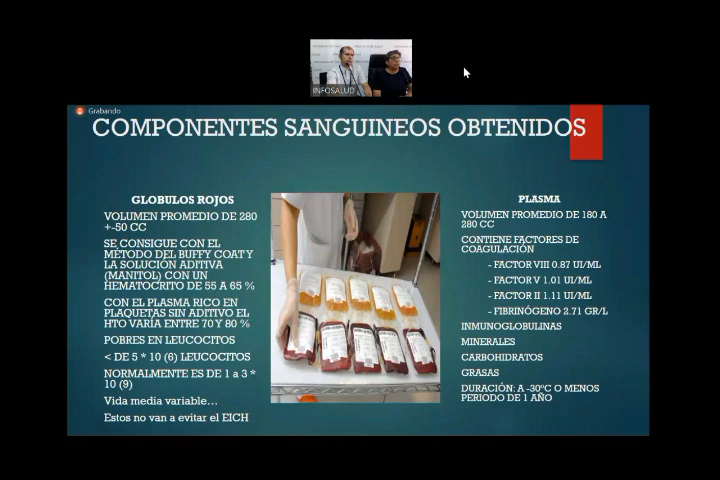 INFOSALUD
Grabando
COMPONENTES SANGUINEOS OBTENIDOS
GLOBULOS ROJOS
VOLUMEN PROMEDIO DE 280
+-50 CC
SE CONSIGUE CON EL
MÉTODO DEL BUFFY COAT Y
LA SOLUCIÓN ADITIVA
(MANITOL) CON UN
HEMATOCRITO DE 55 A 65 %
CON EL PLASMA RICO EN
PLAQUETAS SIN ADITIVO EL
HTO VARÍA ENTRE 70 Y 80 %
POBRES EN LEUCOCITOS
< DE 5 * 10 (6) LEUCOCITOS
NORMALMENTE ES DE 1 a 3 *
10 (9)
Vida media variable...
Estos no van a evitar el EICH
PLASMA
VOLUMEN PROMEDIO DE 180 A
280 CC
CONTIENE FACTORES DE
COAGULACIÓN
- FACTOR VIII 0.87 UI/ML
- FACTOR V 1.01 UI/ML
- FACTOR II 1.11 UI/ML
- FIBRINÓGENO 2.71 GR/L
INMUNOGLOBULINAS
MINERALES
CARBOHIDRATOS
GRASAS
DURACIÓN: A -30ºC O MENOS
PERIODO DE 1 AÑO